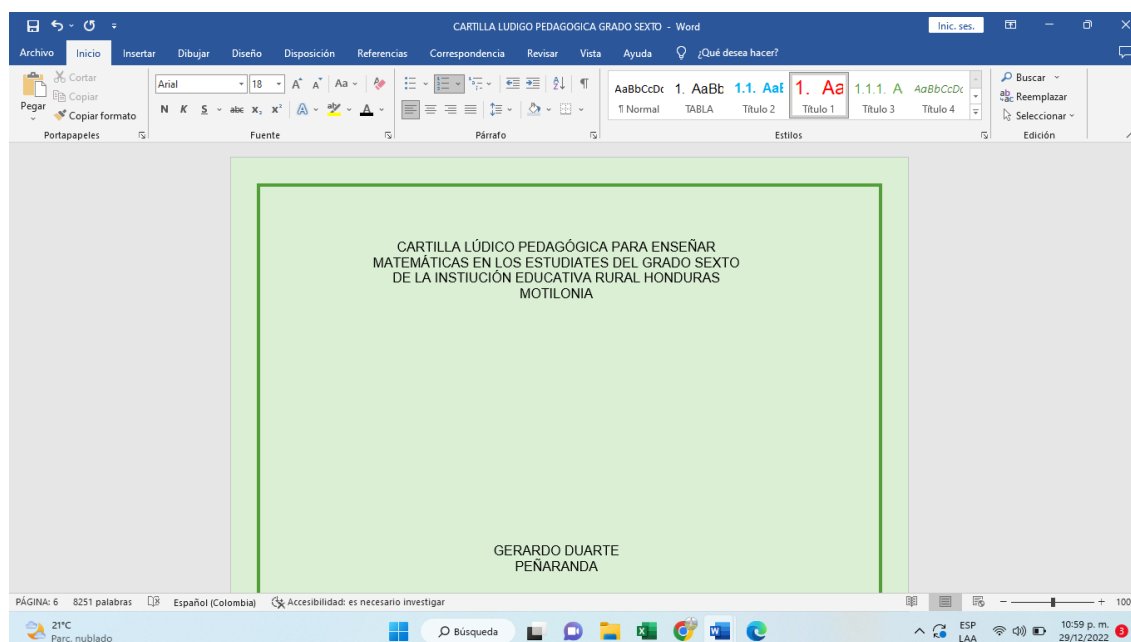 CARTILLA LUDIGO PEDAGOGICA GRADO SEXTO - Word
Inic. ses.
Archivo Inicio Insertar Dibujar Diseño Disposición Referencias Correspondencia Revisar Vista Ayuda ¿Qué desea hacer?
Pegar
Cortar
Copiar
Copiar formato
Portapapeles
Arial 18
N K S abc x, x²
Fuente
Párrafo
AaBbCcDc 1. AaBb 1.1. Aa 1. Aa 1.1.1. A AaBbCcDc
¶ Normal TABLA Título 2 Título 1 Título 3 Título 4
Estilos
Buscar
Reemplazar
Seleccionar
Edición
CARTILLA LÚDICO PEDAGÓGICA PARA ENSEÑAR
MATEMÁTICAS EN LOS ESTUDIATES DEL GRADO SEXTO
DE LA INSTIUCIÓN EDUCATIVA RURAL HONDURAS
MOTILONIA
GERARDO DUARTE
PEÑARANDA
PÁGINA: 6 8251 palabras Español (Colombia) Accesibilidad: es necesario investigar
100
21°C
Parc. nublado
Búsqueda
ESP
LAA
10:59 p. m.
29/12/2022
3